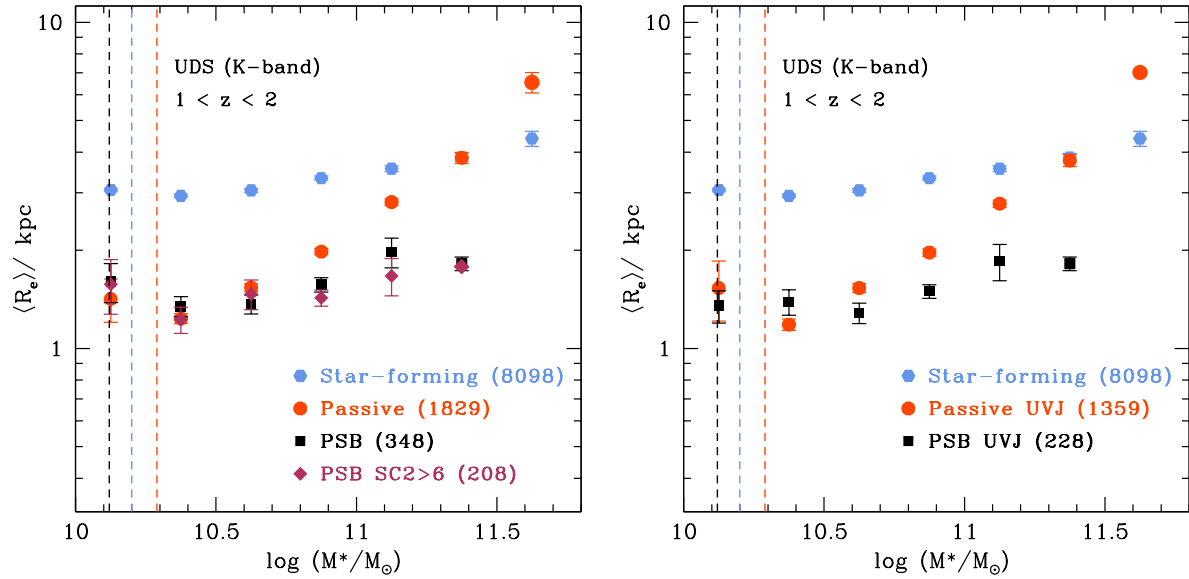 10
1
⟨Rₑ⟩/ kpc
UDS (K-band)
1 < z < 2
Star-forming (8098)
Passive (1829)
PSB (348)
PSB SC2>6 (208)
10 10.5 11 11.5
log (M*/M☉)
10
1
⟨Rₑ⟩/ kpc
UDS (K-band)
1 < z < 2
Star-forming (8098)
Passive UVJ (1359)
PSB UVJ (228)
10 10.5 11 11.5
log (M*/M☉)